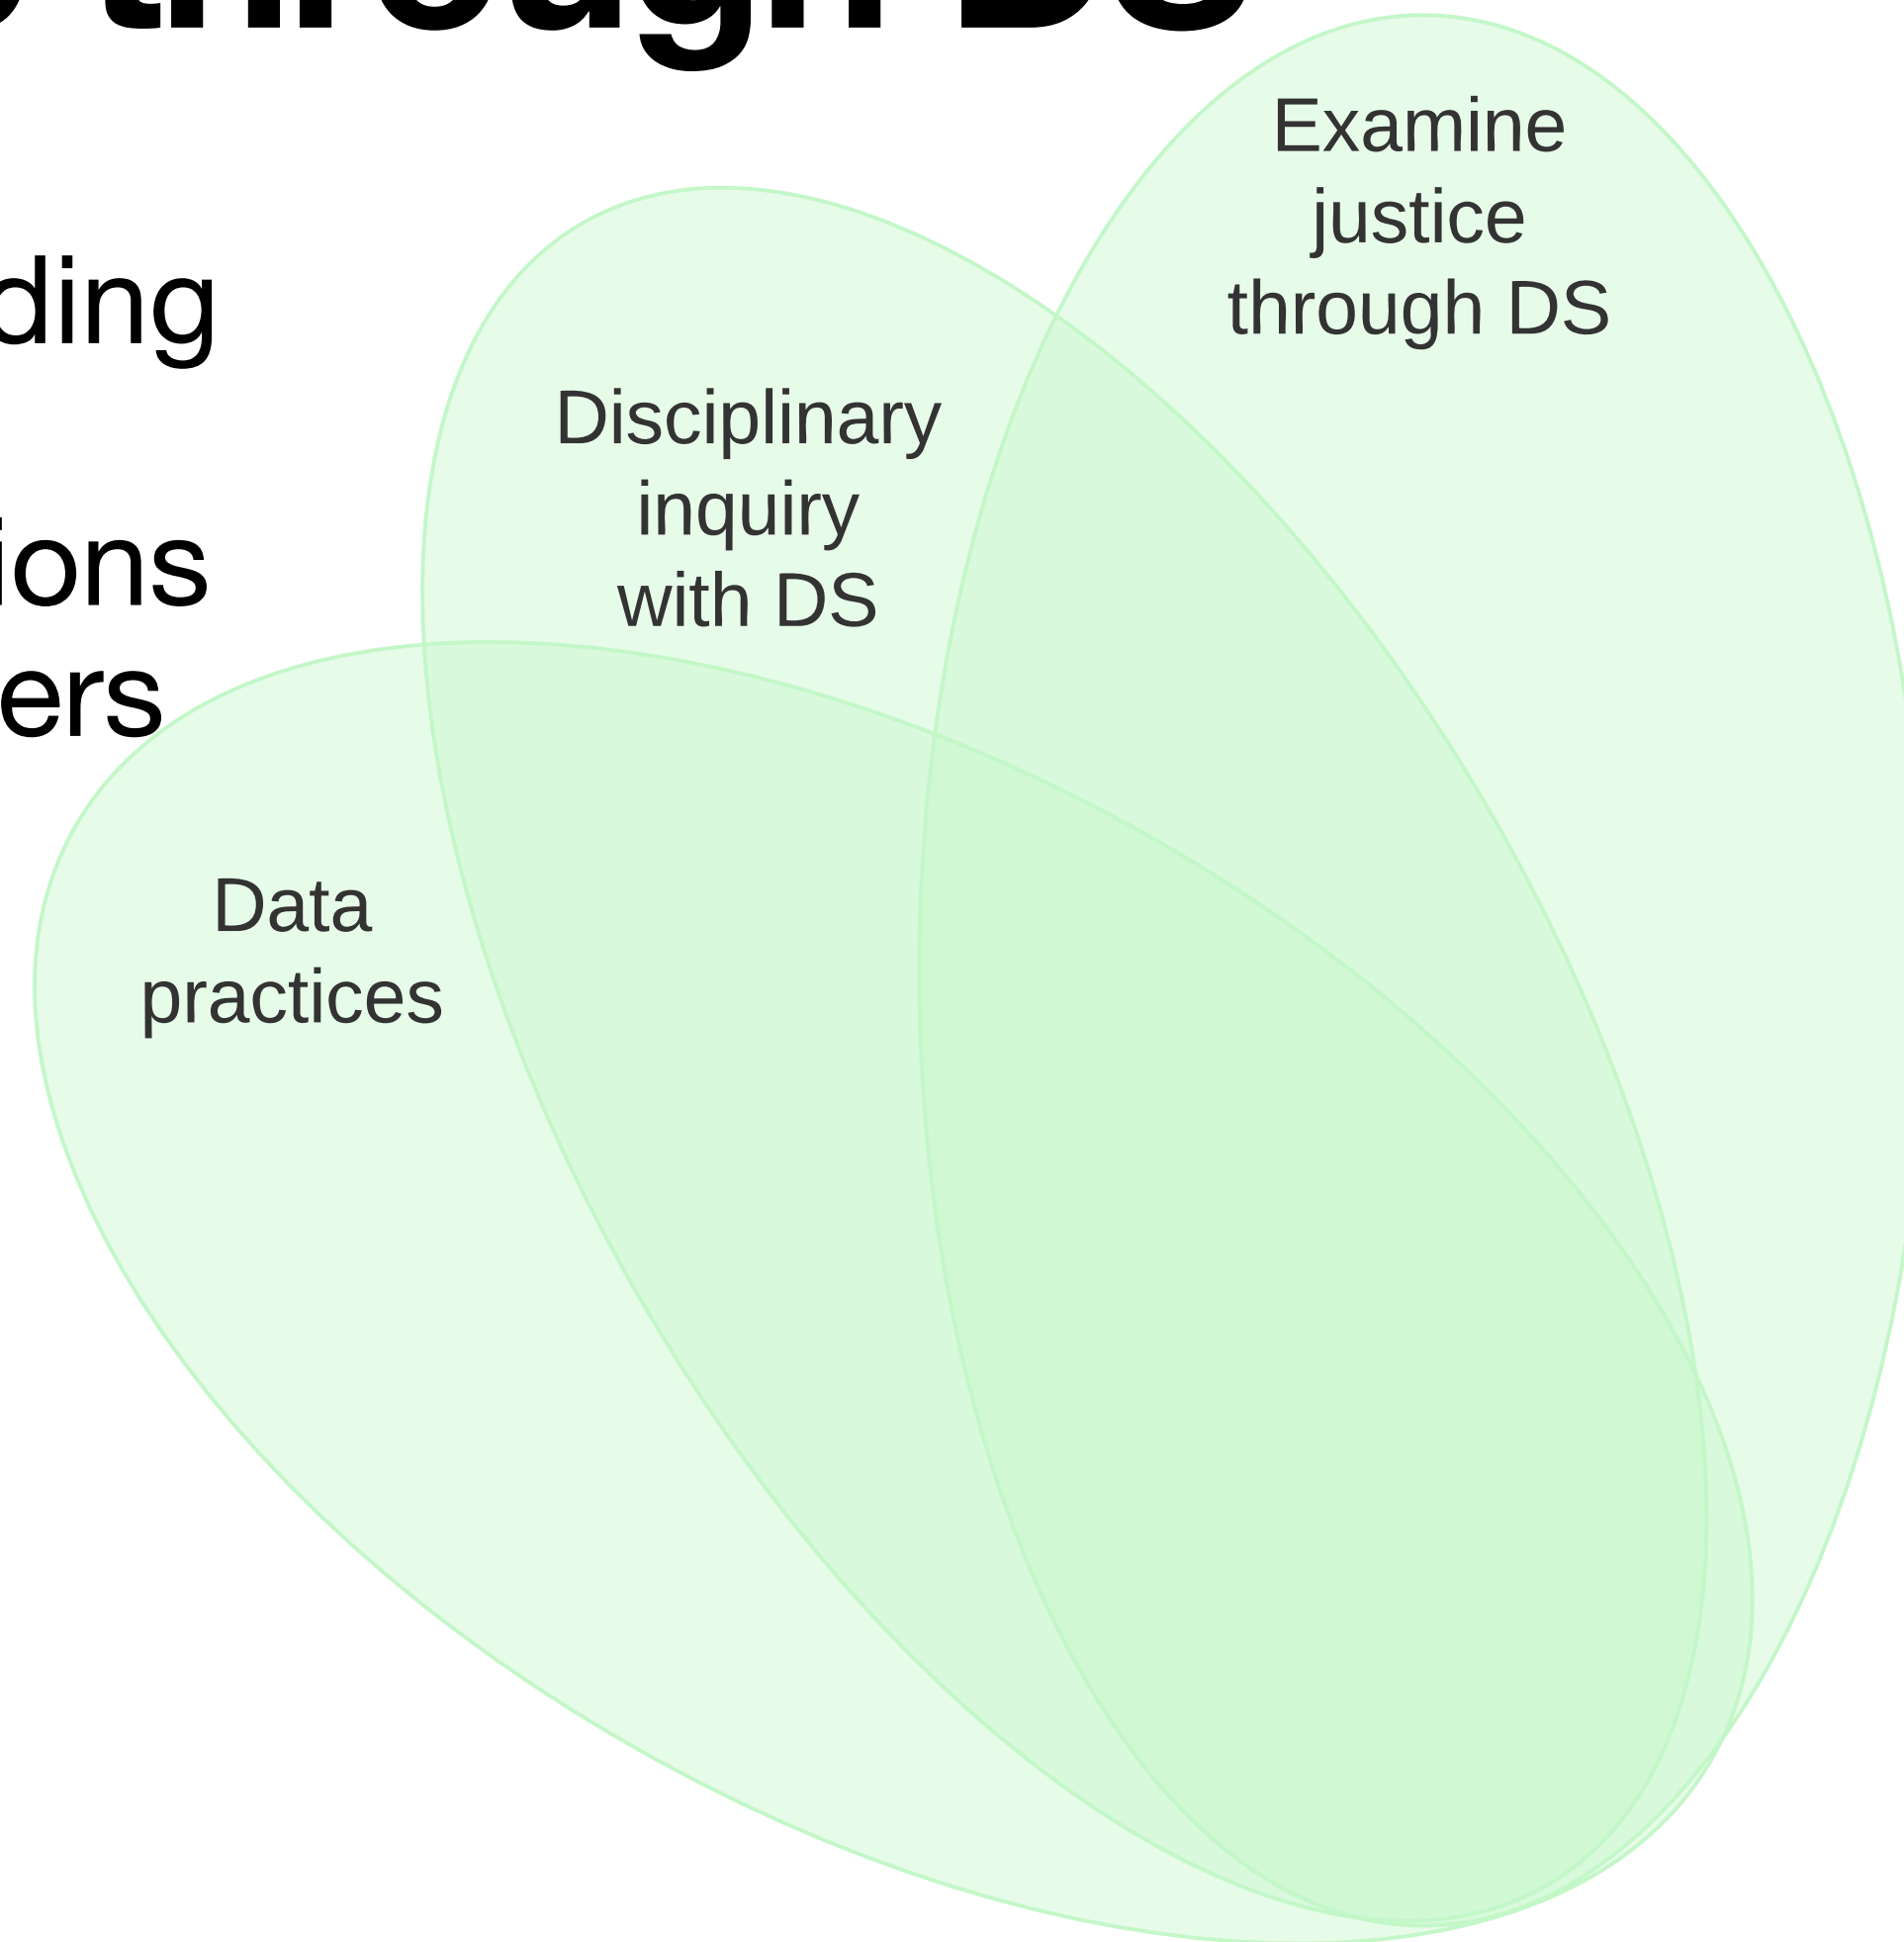 through DS
Examine
justice
through DS
ding
Disciplinary
inquiry
with DS
ions
ers
Data
practices